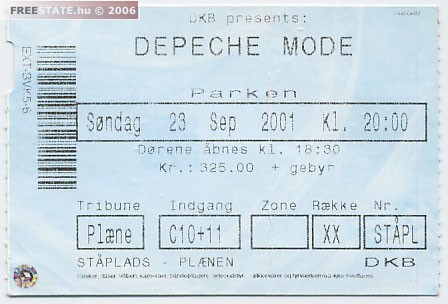 FREESTATE.hu © 2006
DKB presents:
DEPECHE MODE
Parken
Søndag 23 Sep 2001 Kl. 20:00
Dørene åbnes kl. 18:30
Kr.: 325.00 + gebyr
Tribune Indgang Zone Række Nr.
Plæne C10+11 XX STÅPL
STÅPLADS - PLÆNEN DKB